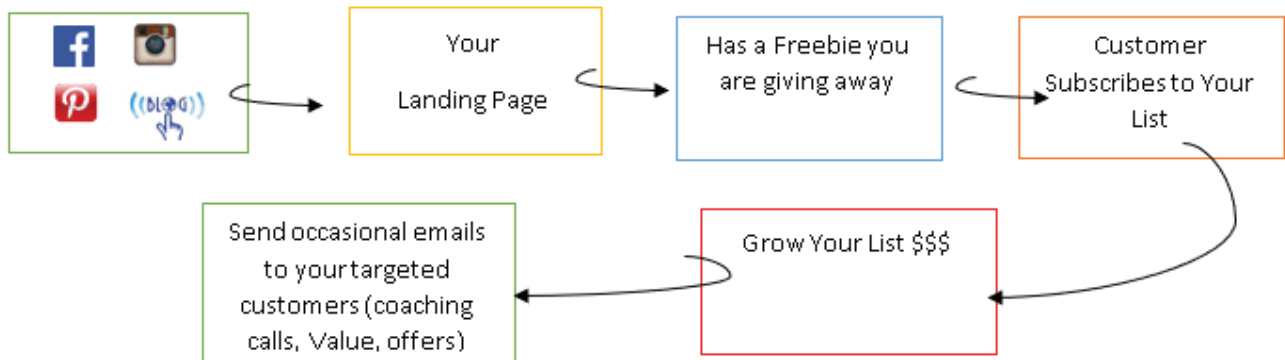 ((BLOG))
Your
Landing Page
Has a Freebie you
are giving away
Customer
Subscribes to Your
List
Grow Your List $$$
Send occasional emails
to your targeted
customers (coaching
calls, Value, offers)